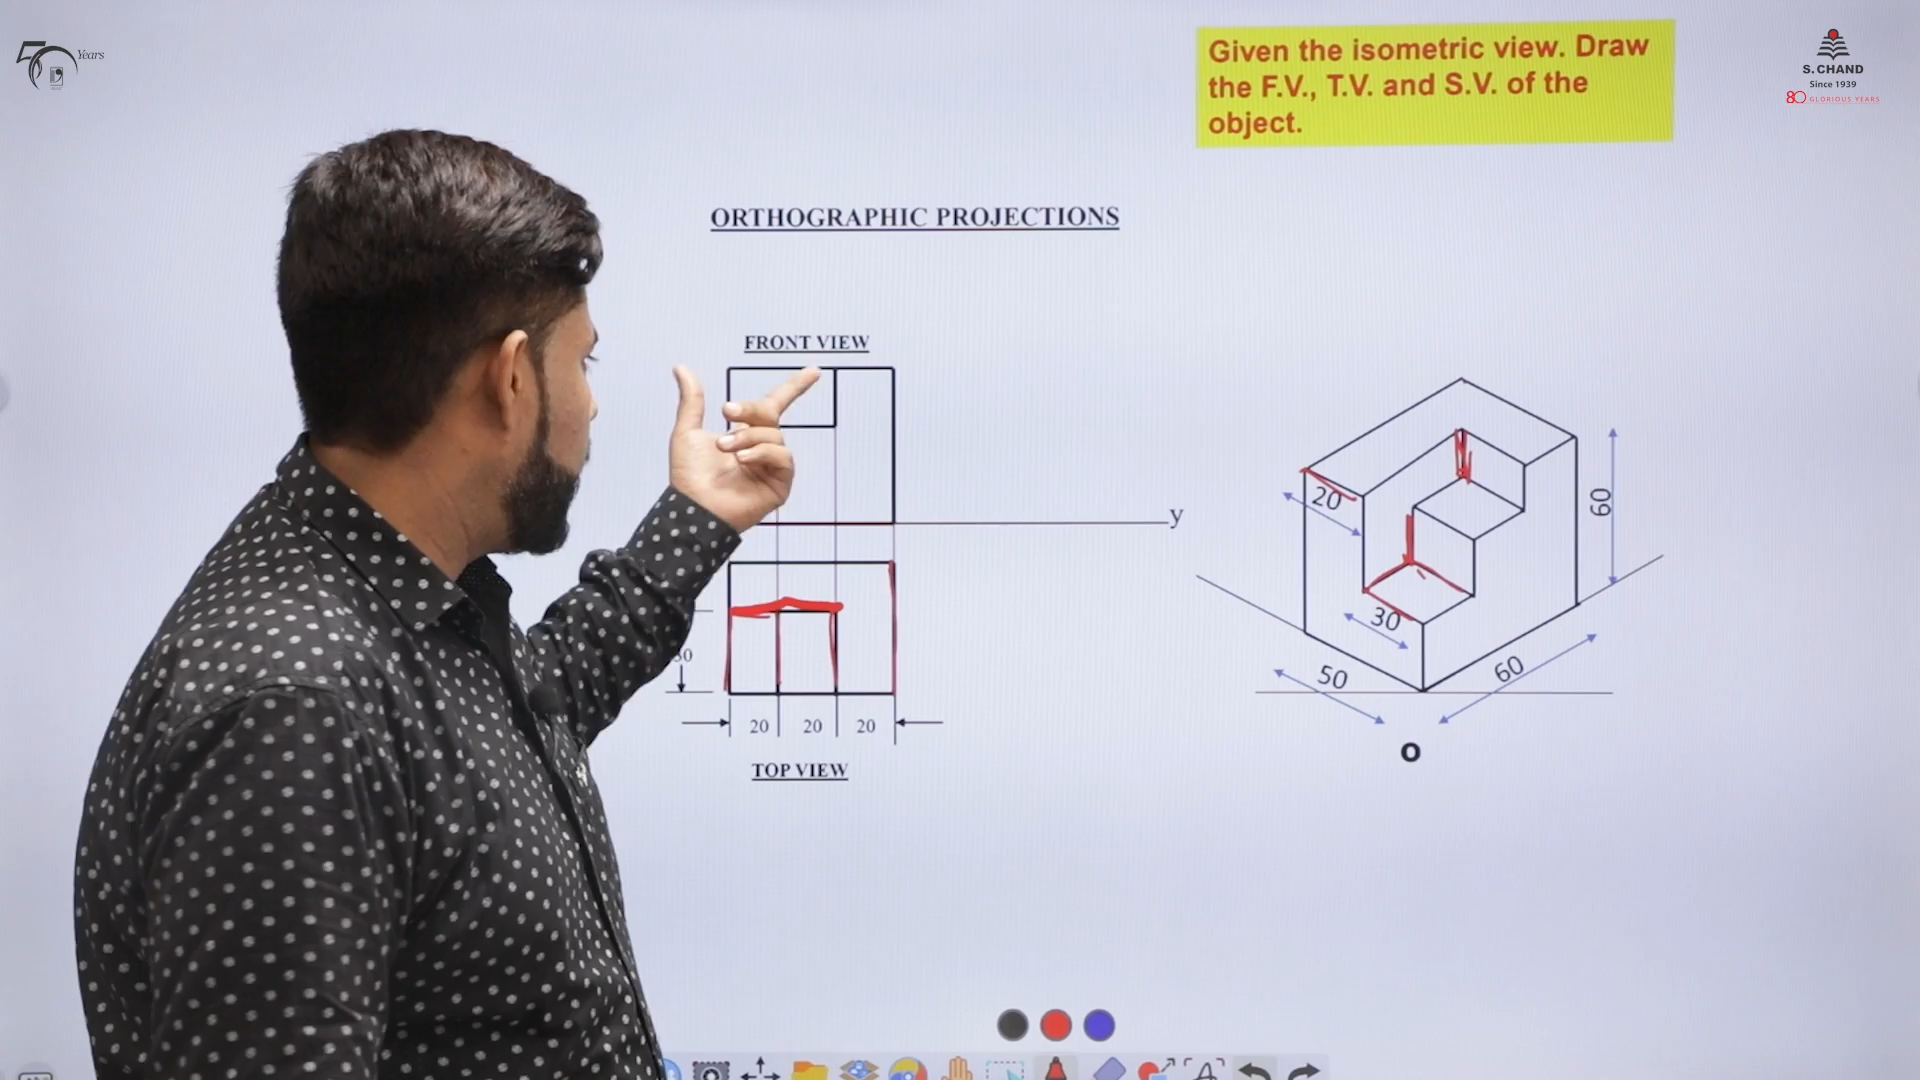 50 Years
Given the isometric view. Draw
the F.V., T.V. and S.V. of the
object.
S. CHAND
Since 1939
80 GLORIOUS YEARS
ORTHOGRAPHIC PROJECTIONS
FRONT VIEW
y
20
60
30
50
60
O
20 20 20
TOP VIEW